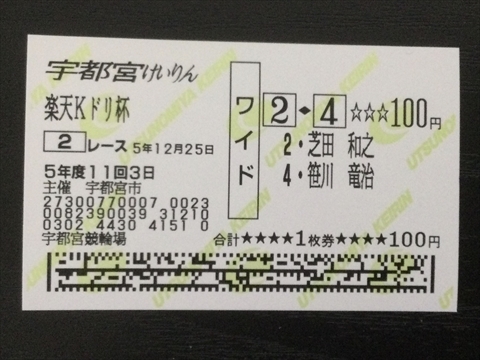 宇都宮けいりん
楽天Kドリ杯
2 レース 5年12月25日
5年度11回3日
主催 宇都宮市
27300770007 0023
0082390039 31210
0302 4430 4151 0
宇都宮競輪場
ワイド
2◆4 ☆☆☆100円
2・芝田 和之
4・笹川 竜治
合計★★★★1枚券★★★★100円
UTSUNOMIYA KEIRIN
UTSUNOMIYA KEIRIN